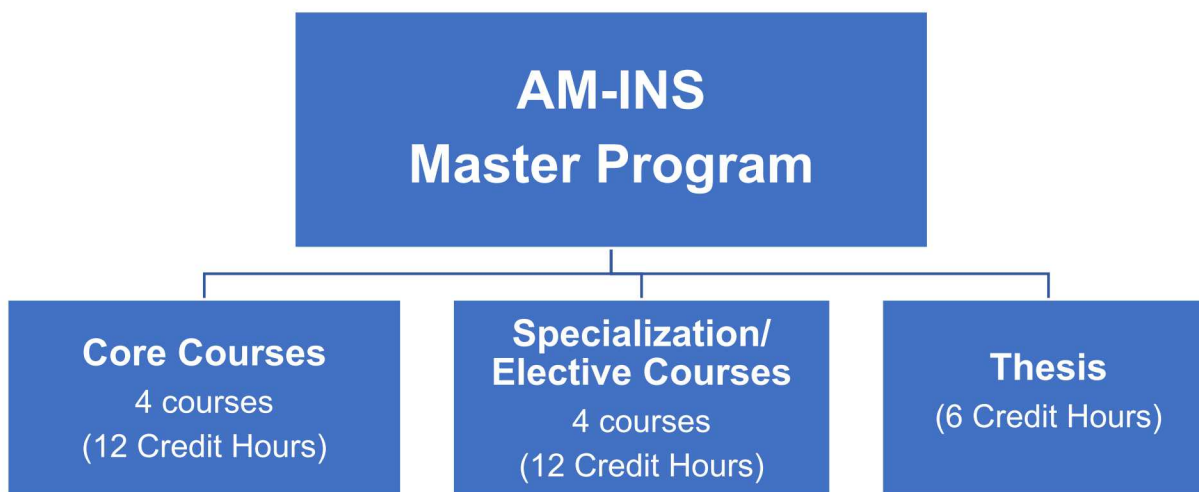 AM-INS
Master Program
Core Courses
4 courses
(12 Credit Hours)
Specialization/
Elective Courses
4 courses
(12 Credit Hours)
Thesis
(6 Credit Hours)